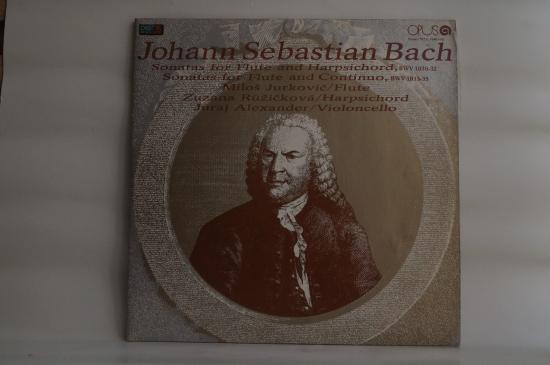 OPUS
Johann Sebastian Bach
Sonatas for Flute and Harpsichord, BWV 1030-32
Sonatas for Flute and Continuo, BWV 1033-35
Miloš Jurkovič/Flute
Zuzana Růžičková/Harpsichord
Juraj Alexander/Violoncello